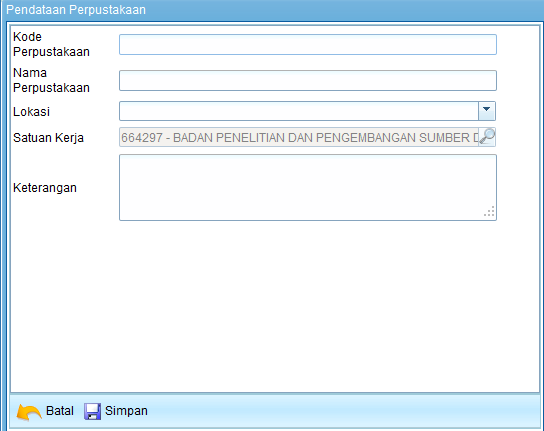 Pendataan Perpustakaan
Kode
Perpustakaan
Nama
Perpustakaan
Lokasi
Satuan Kerja
664297 - BADAN PENELITIAN DAN PENGEMBANGAN SUMBER D
Keterangan
Batal
Simpan